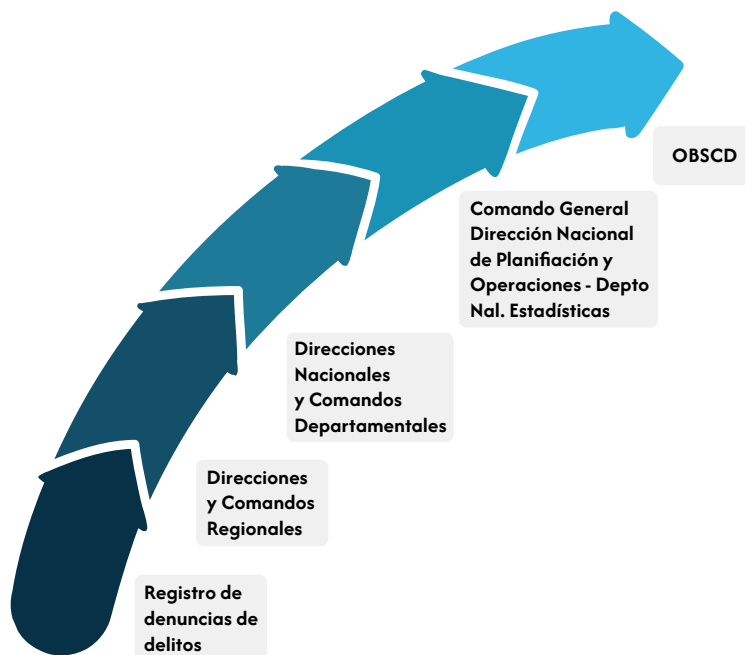 OBSCD
Comando General
Dirección Nacional
de Planifiación y
Operaciones - Depto
Nal. Estadísticas
Direcciones
Nacionales
y Comandos
Departamentales
Direcciones
y Comandos
Regionales
Registro de
denuncias de
delitos